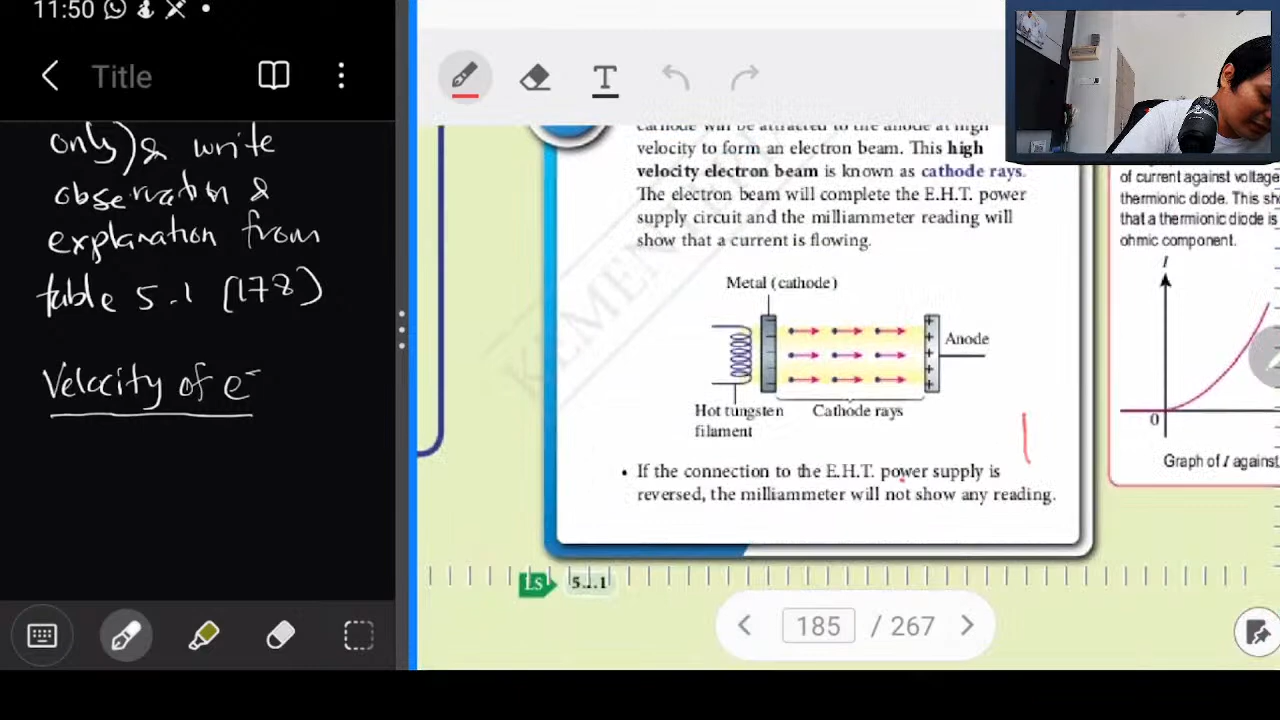 11:50
Title
only) & write
observation &
explanation from
table 5.1 (178)
Velocity of e⁻
cathode will be attracted to the anode at high
velocity to form an electron beam. This high
velocity electron beam is known as cathode rays.
The electron beam will complete the E.H.T. power
supply circuit and the milliammeter reading will
show that a current is flowing.
Metal (cathode)
Anode
Hot tungsten
filament
Cathode rays
• If the connection to the E.H.T. power supply is
reversed, the milliammeter will not show any reading.
LS 5.1.1
185 / 267
of current against voltage
thermionic diode. This sh
that a thermionic diode is
ohmic component.
I
0
Graph of I against